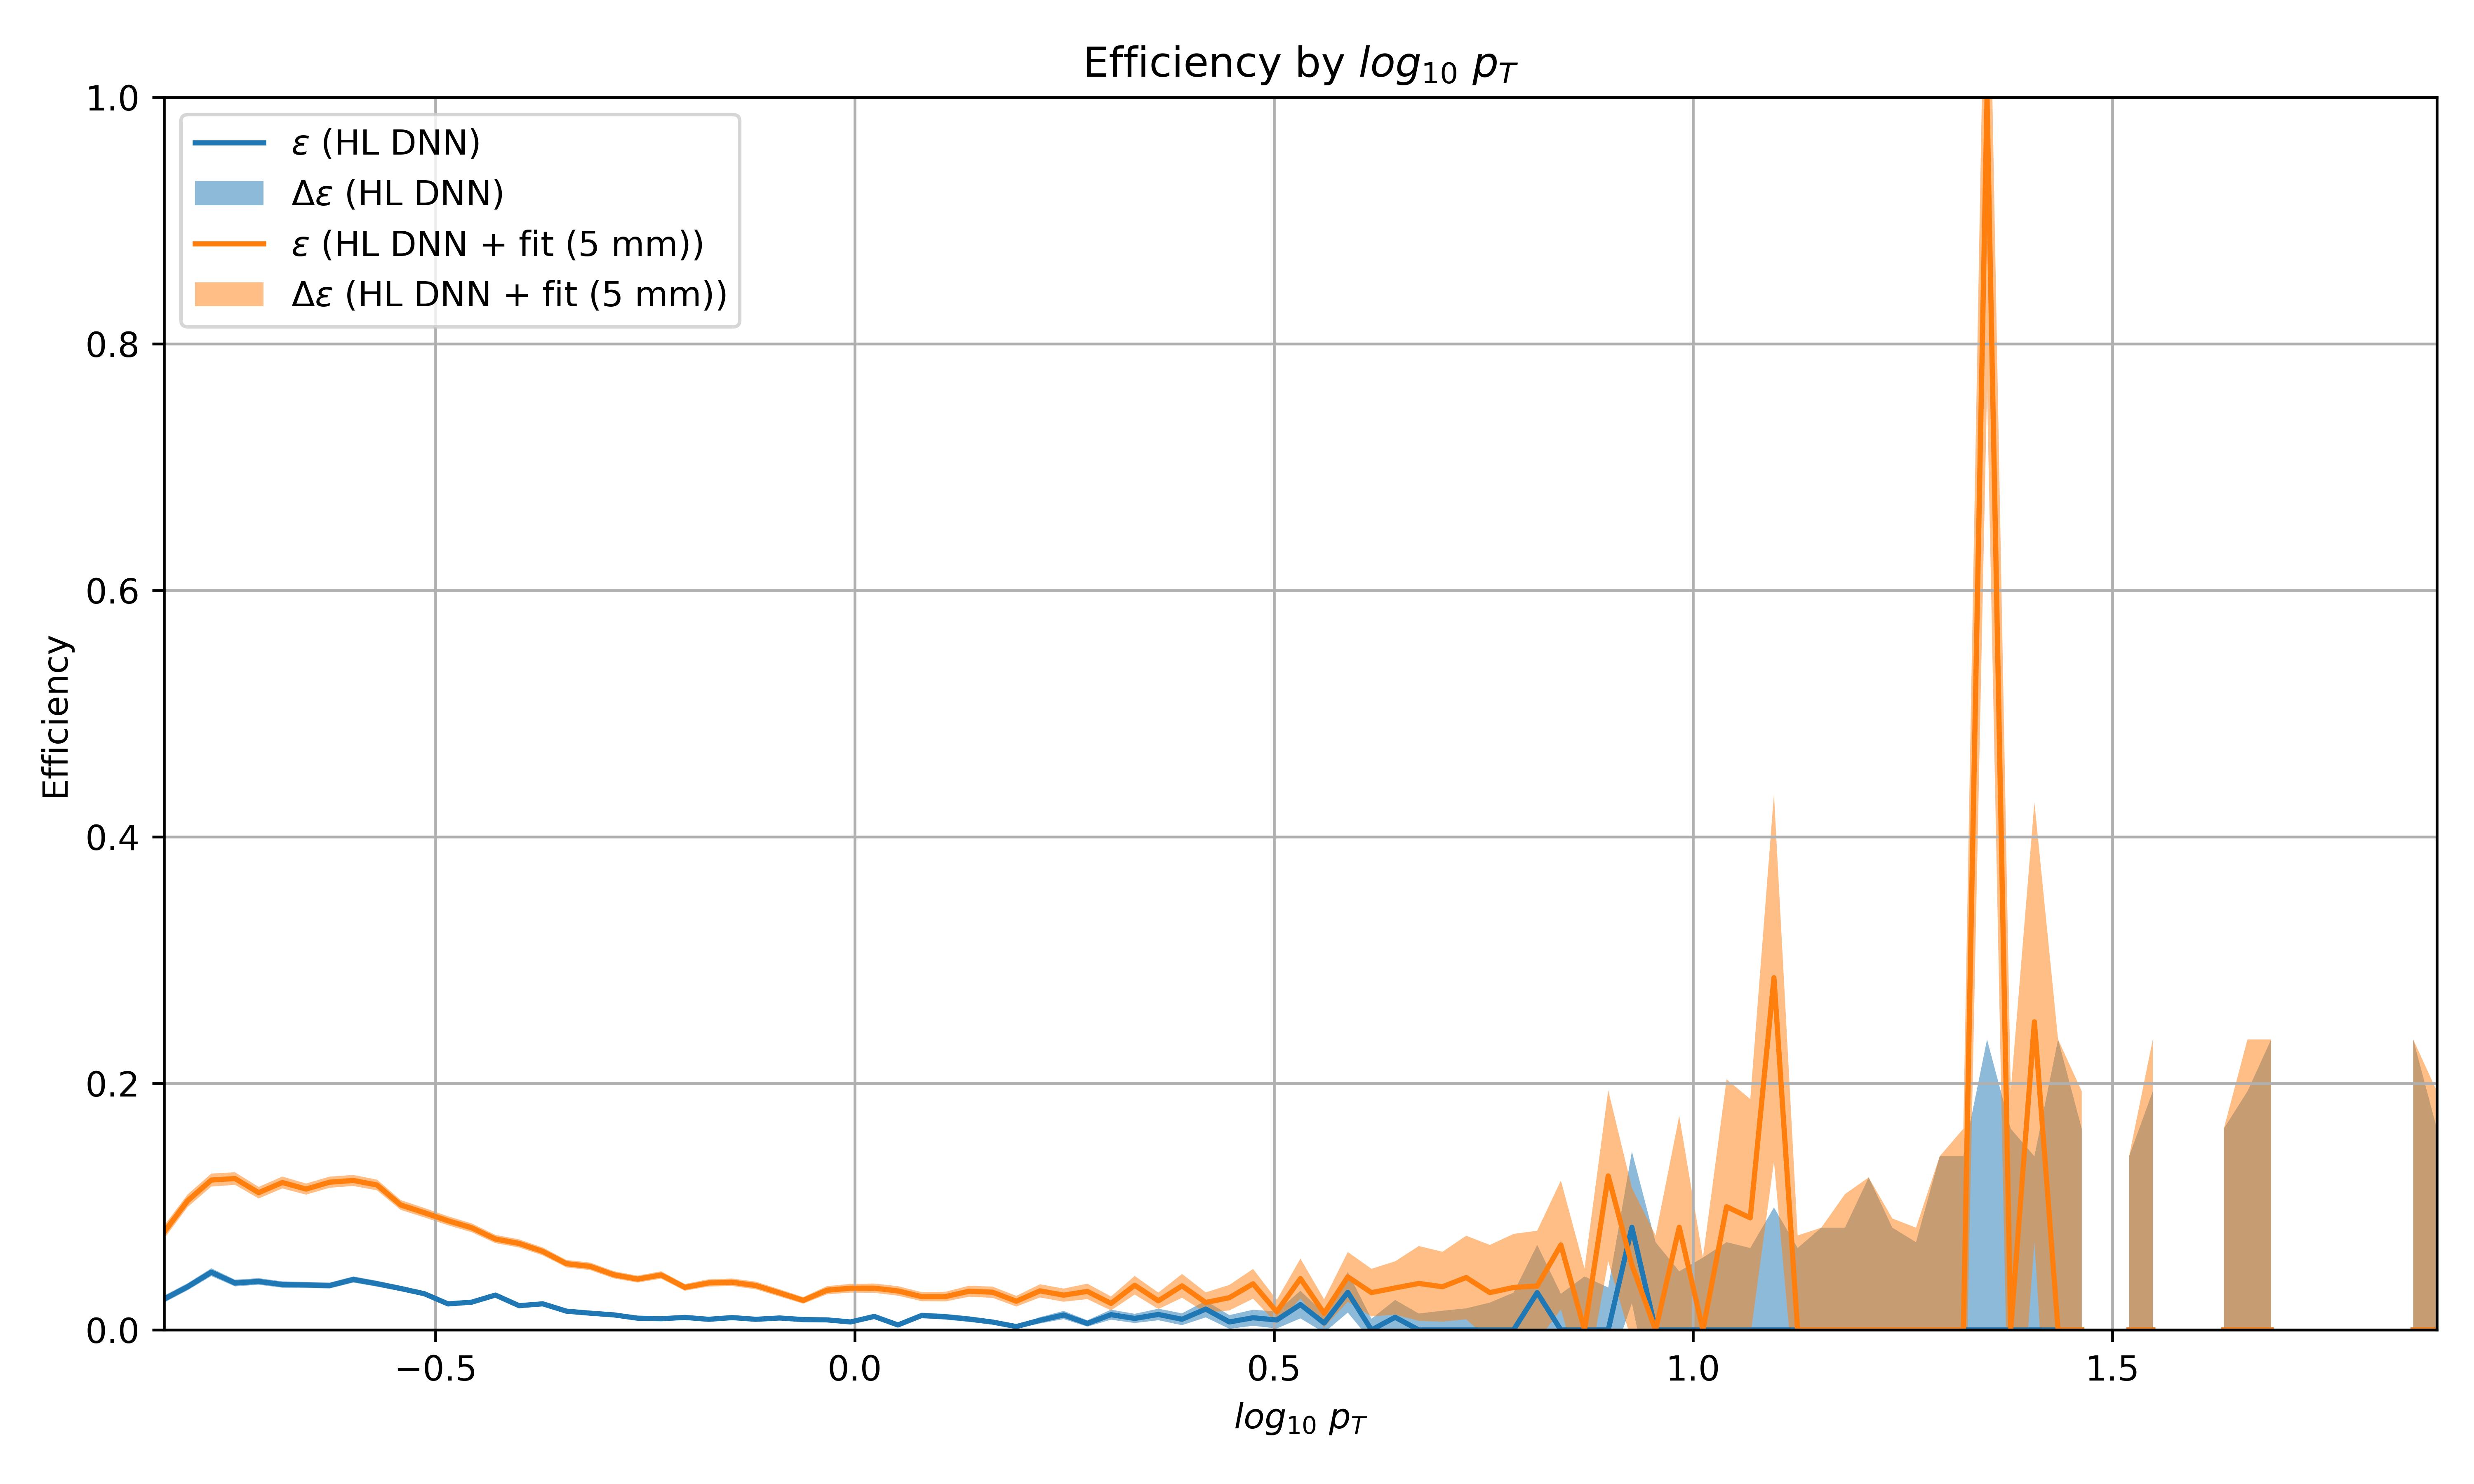 Efficiency by log₁₀ p_T
ε (HL DNN)
Δε (HL DNN)
ε (HL DNN + fit (5 mm))
Δε (HL DNN + fit (5 mm))
1.0
0.8
0.6
0.4
0.2
0.0
Efficiency
−0.5
0.0
0.5
1.0
1.5
log₁₀ p_T